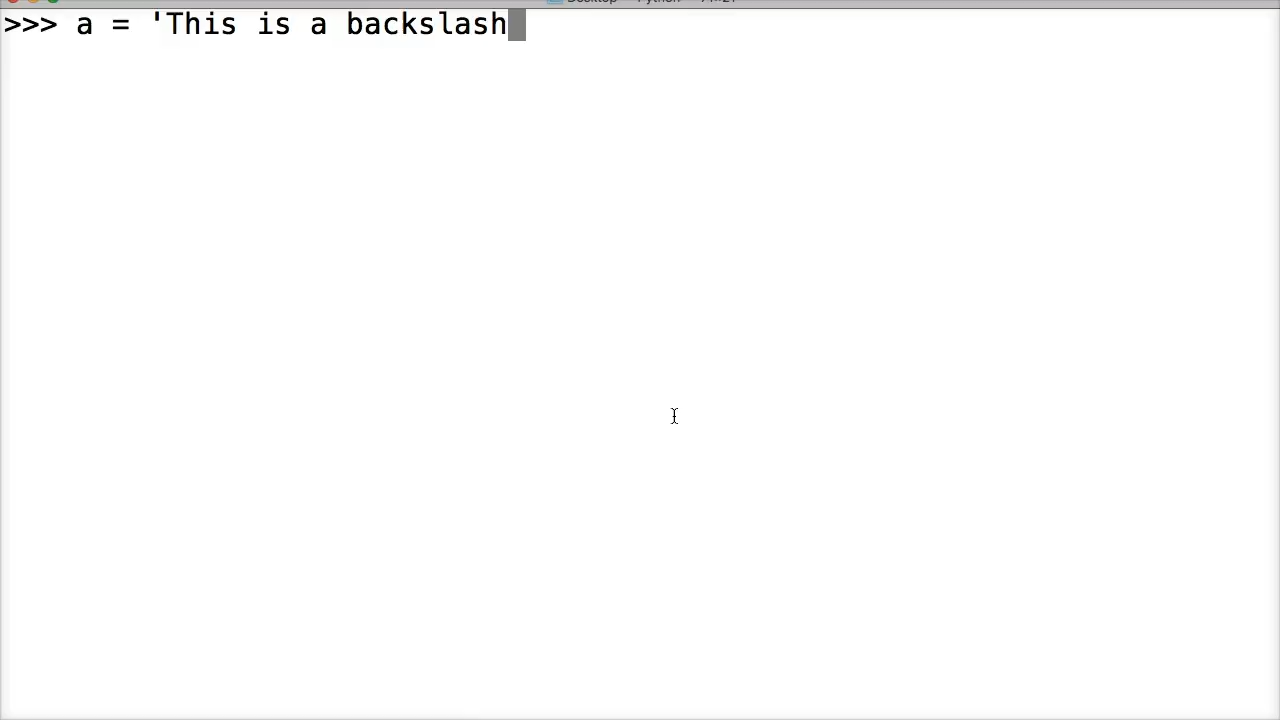 >>> a = 'This is a backslash